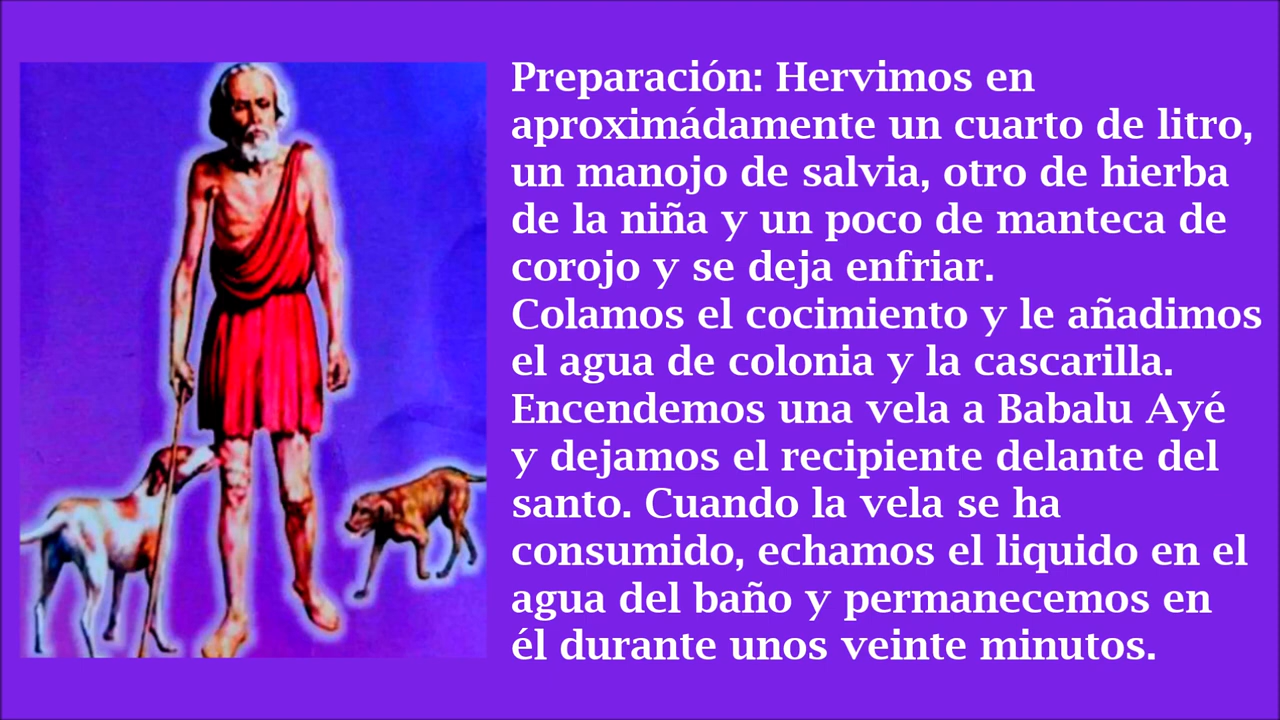 Preparación: Hervimos en
aproximádamente un cuarto de litro,
un manojo de salvia, otro de hierba
de la niña y un poco de manteca de
corojo y se deja enfriar.
Colamos el cocimiento y le añadimos
el agua de colonia y la cascarilla.
Encendemos una vela a Babalu Ayé
y dejamos el recipiente delante del
santo. Cuando la vela se ha
consumido, echamos el liquido en el
agua del baño y permanecemos en
él durante unos veinte minutos.